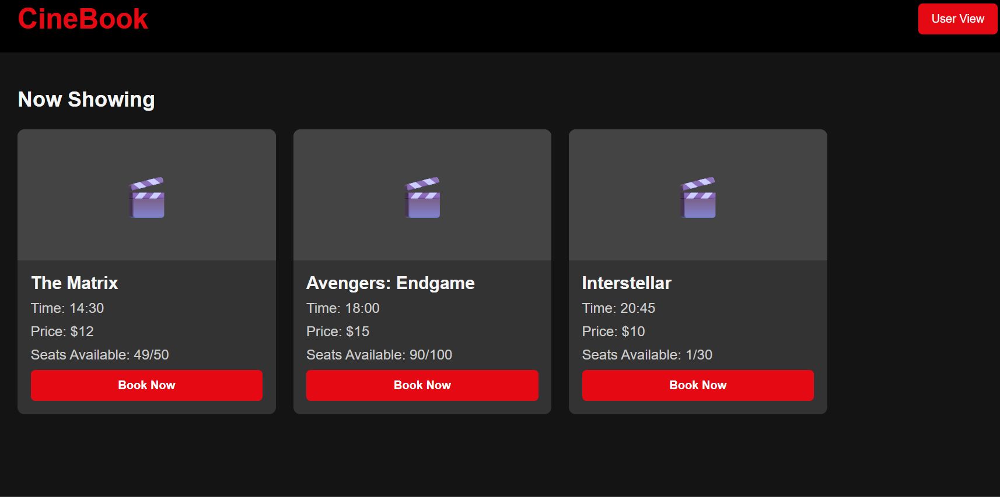 CineBook
User View
Now Showing
The Matrix
Time: 14:30
Price: $12
Seats Available: 49/50
Book Now
Avengers: Endgame
Time: 18:00
Price: $15
Seats Available: 90/100
Book Now
Interstellar
Time: 20:45
Price: $10
Seats Available: 1/30
Book Now